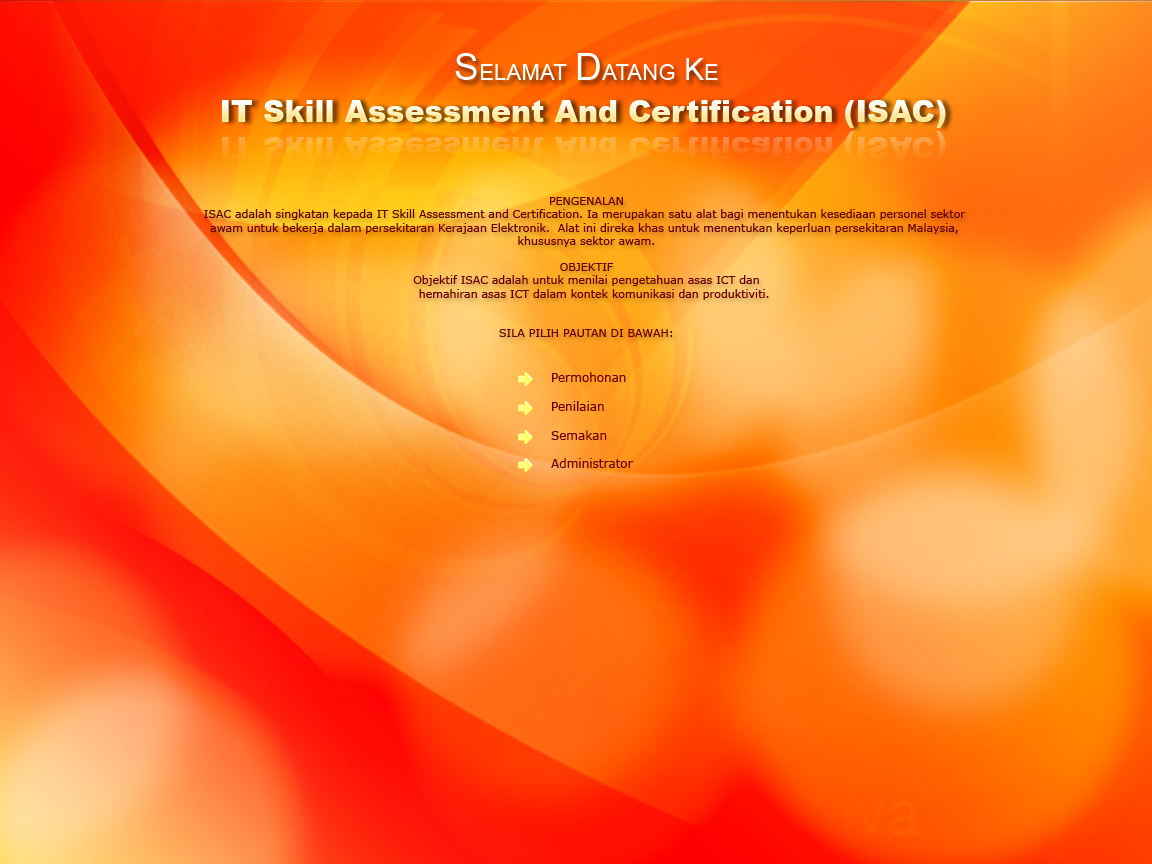 Selamat Datang Ke
IT Skill Assessment And Certification (ISAC)
PENGENALAN
ISAC adalah singkatan kepada IT Skill Assessment and Certification. Ia merupakan satu alat bagi menentukan kesediaan personel sektor
awam untuk bekerja dalam persekitaran Kerajaan Elektronik. Alat ini direka khas untuk menentukan keperluan persekitaran Malaysia,
khususnya sektor awam.
OBJEKTIF
Objektif ISAC adalah untuk menilai pengetahuan asas ICT dan
hemahiran asas ICT dalam kontek komunikasi dan produktiviti.
SILA PILIH PAUTAN DI BAWAH:
Permohonan
Penilaian
Semakan
Administrator